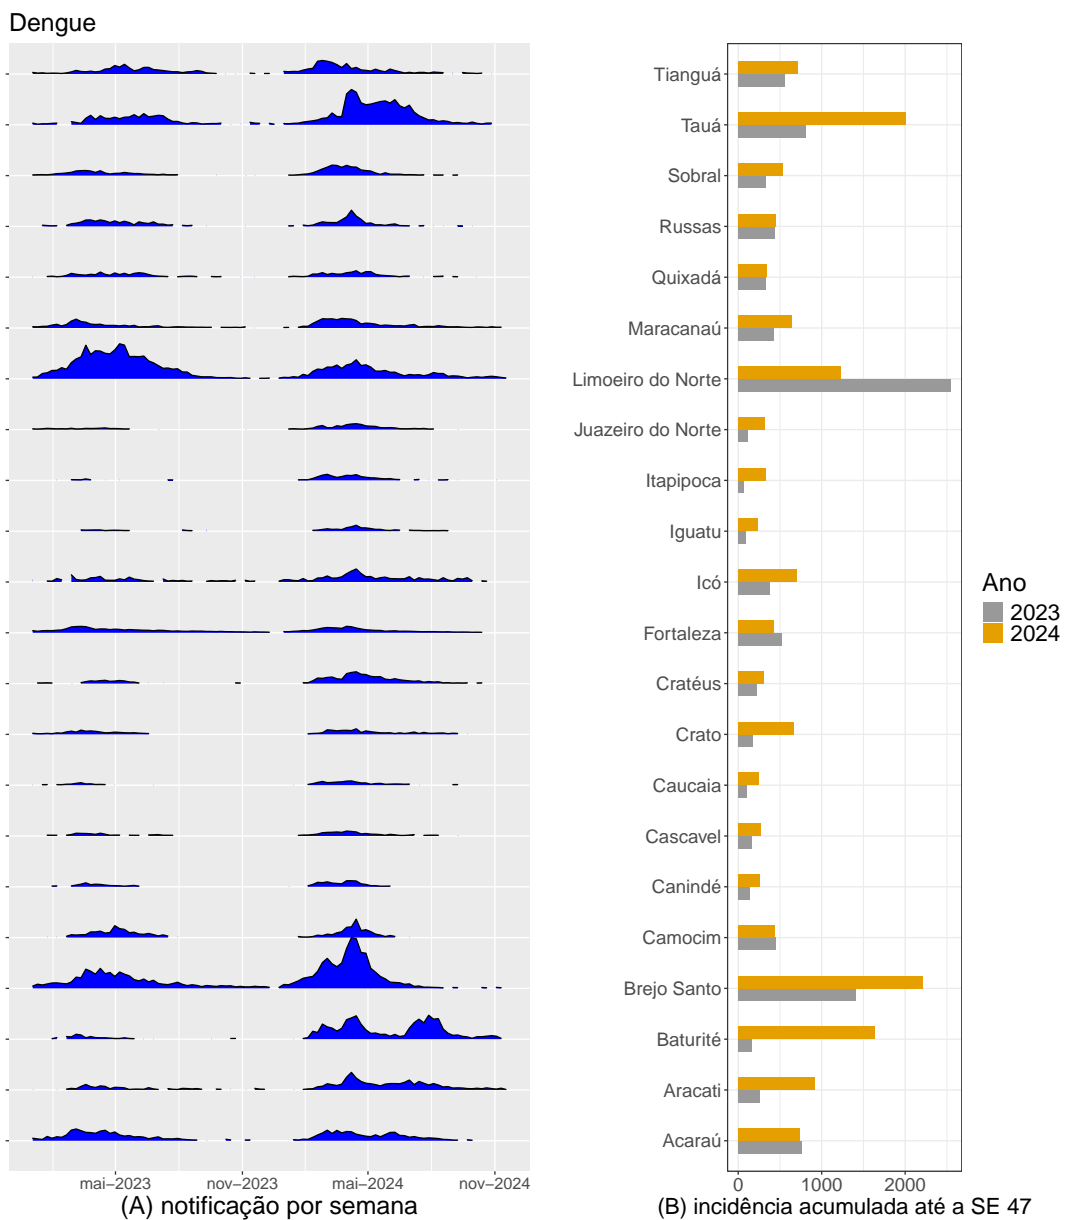 Dengue
Tianguá
Tauá
Sobral
Russas
Quixadá
Maracanaú
Limoeiro do Norte
Juazeiro do Norte
Itapipoca
Iguatu
Icó
Fortaleza
Cratéus
Crato
Caucaia
Cascavel
Canindé
Camocim
Brejo Santo
Baturité
Aracati
Acaraú
Ano
2023
2024
mai–2023 nov–2023 mai–2024 nov–2024
(A) notificação por semana
0 1000 2000
(B) incidência acumulada até a SE 47